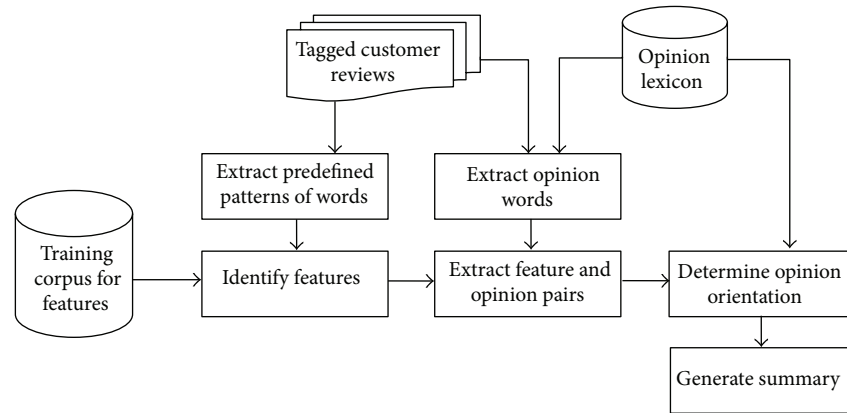 Tagged customer
reviews
Opinion
lexicon
Extract predefined
patterns of words
Extract opinion
words
Training
corpus for
features
Identify features
Extract feature and
opinion pairs
Determine opinion
orientation
Generate summary